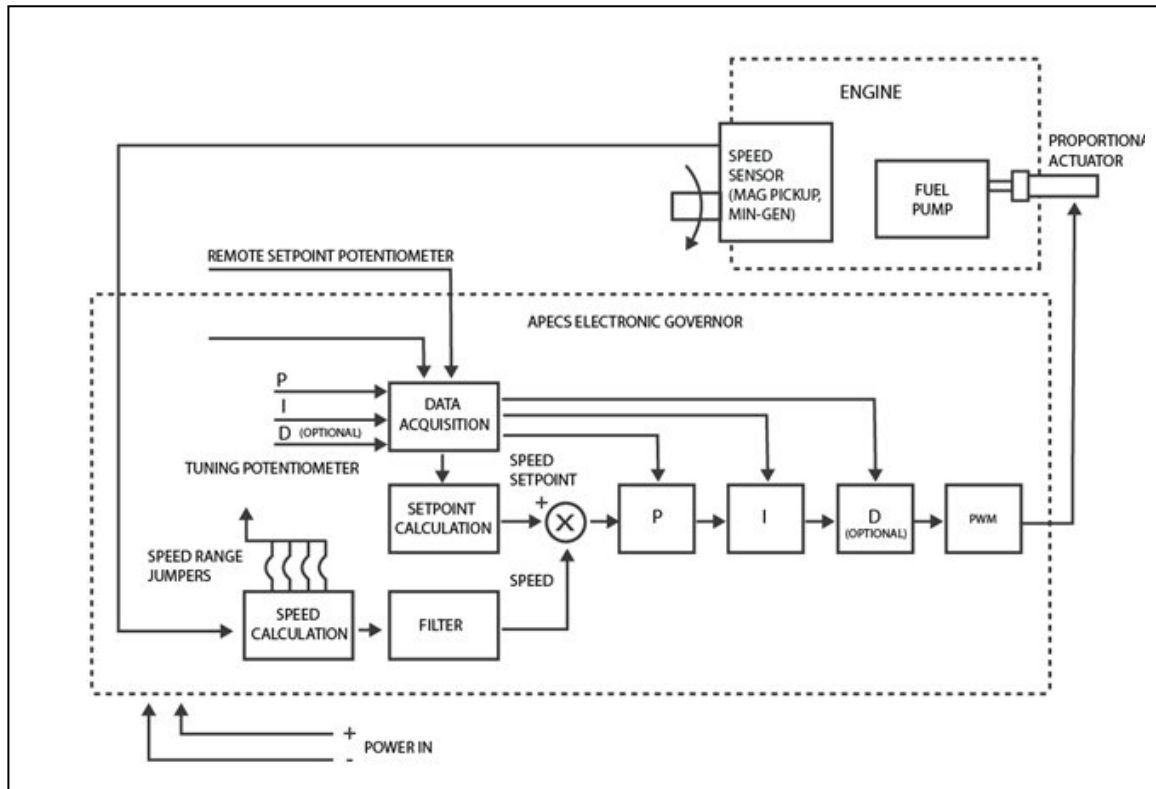 ENGINE
PROPORTIONA
ACTUATOR
SPEED
SENSOR
(MAG PICKUP,
MIN-GEN)
FUEL
PUMP
REMOTE SETPOINT POTENTIOMETER
APECS ELECTRONIC GOVERNOR
P
I
D (OPTIONAL)
DATA
ACQUISITION
TUNING POTENTIOMETER
SPEED
SETPOINT
+
SETPOINT
CALCULATION
X
P
I
D
(OPTIONAL)
PWM
SPEED RANGE
JUMPERS
SPEED
SPEED
CALCULATION
FILTER
+
-
POWER IN